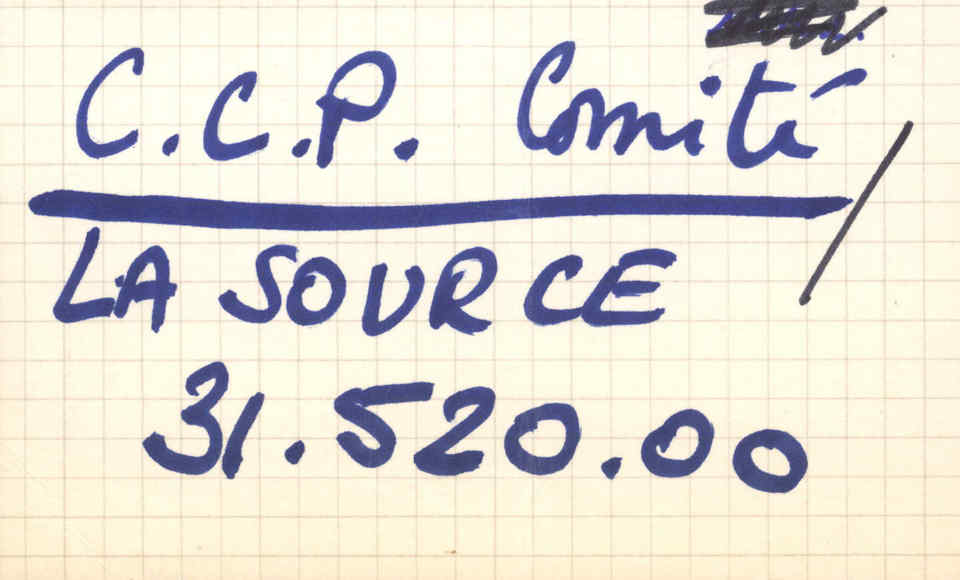 C.C.P. Comité
LA SOURCE
31.520.00